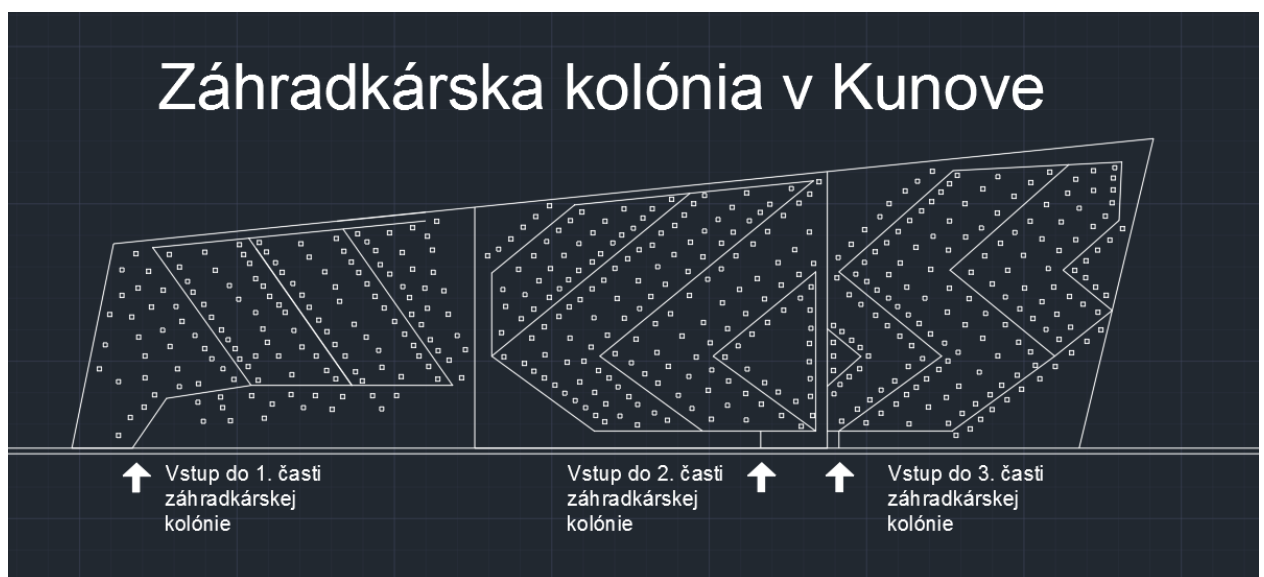 Záhradkárska kolónia v Kunove
Vstup do 1. časti
záhradkárskej
kolónie
Vstup do 2. časti
záhradkárskej
kolónie
Vstup do 3. časti
záhradkárskej
kolónie